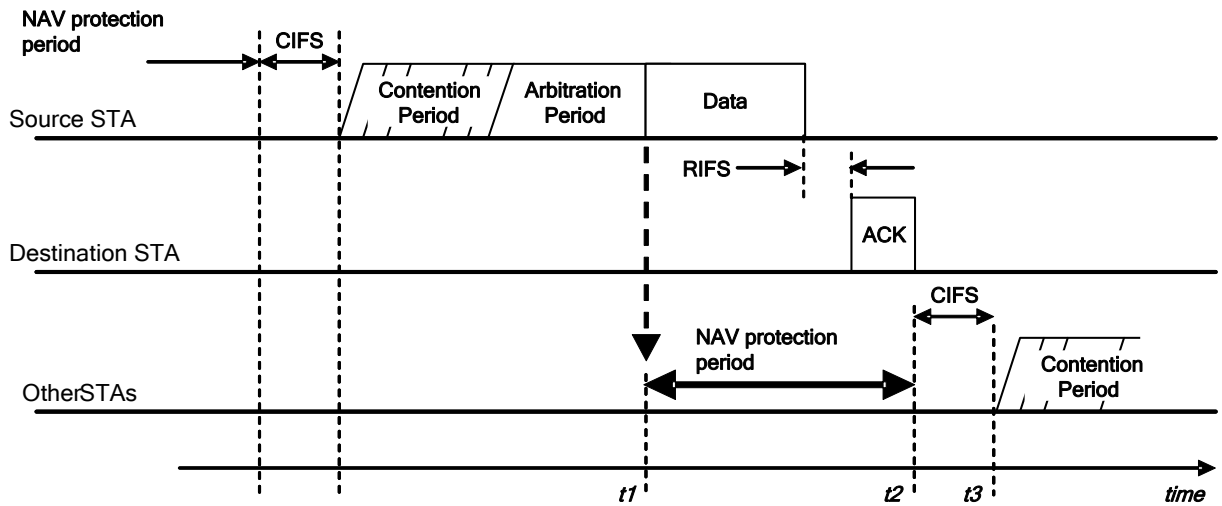 NAV protection
period
CIFS
Contention
Period
Arbitration
Period
Data
Source STA
RIFS
ACK
Destination STA
CIFS
NAV protection
period
Contention
Period
OtherSTAs
t1
t2
t3
time